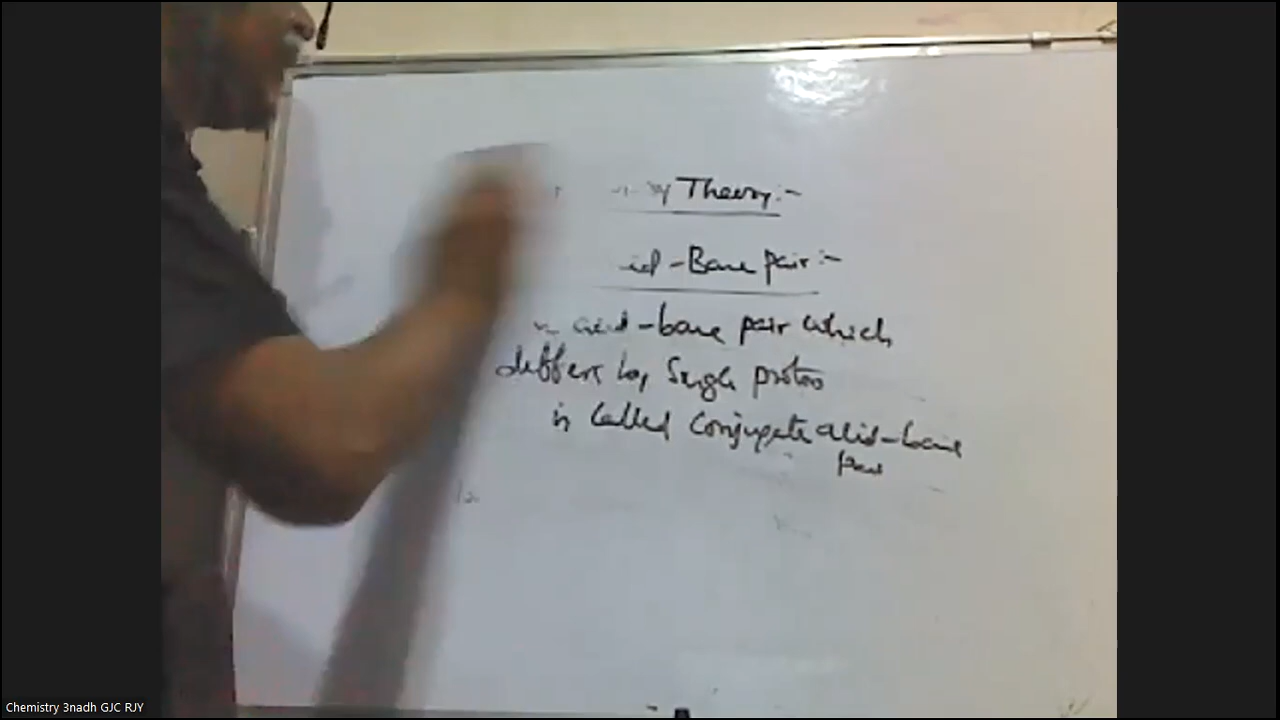 Theory:-
-Base pair:-
acid-base pair which
differs by Single proton
is called Conjugate acid-base
pair
Chemistry 3nadh GJC RJY